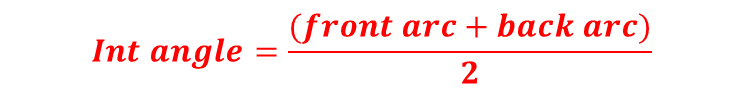 Int angle = (front arc + back arc) / 2